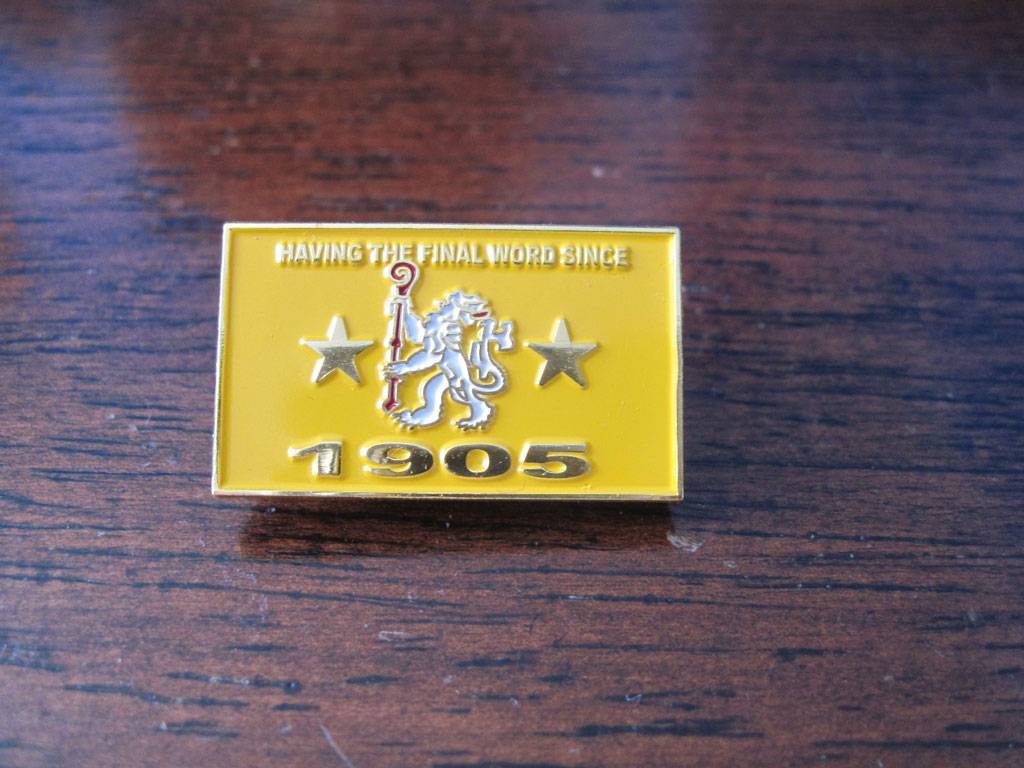 HAVING THE FINAL WORD SINCE
1905